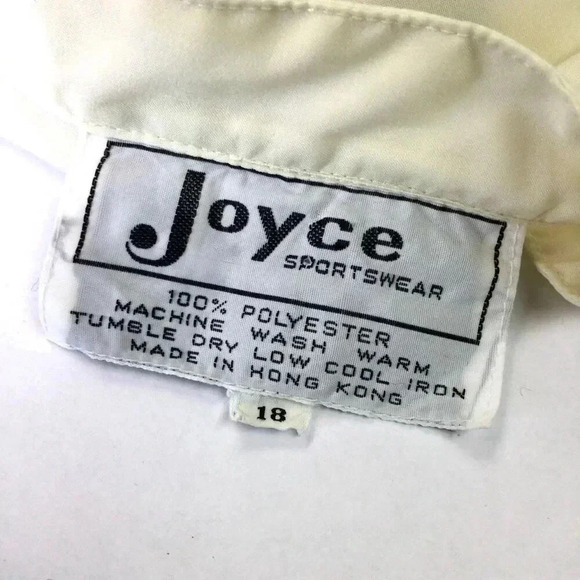 Joyce
SPORTSWEAR
100% POLYESTER
MACHINE WASH WARM
TUMBLE DRY LOW COOL IRON
MADE IN HONG KONG
18